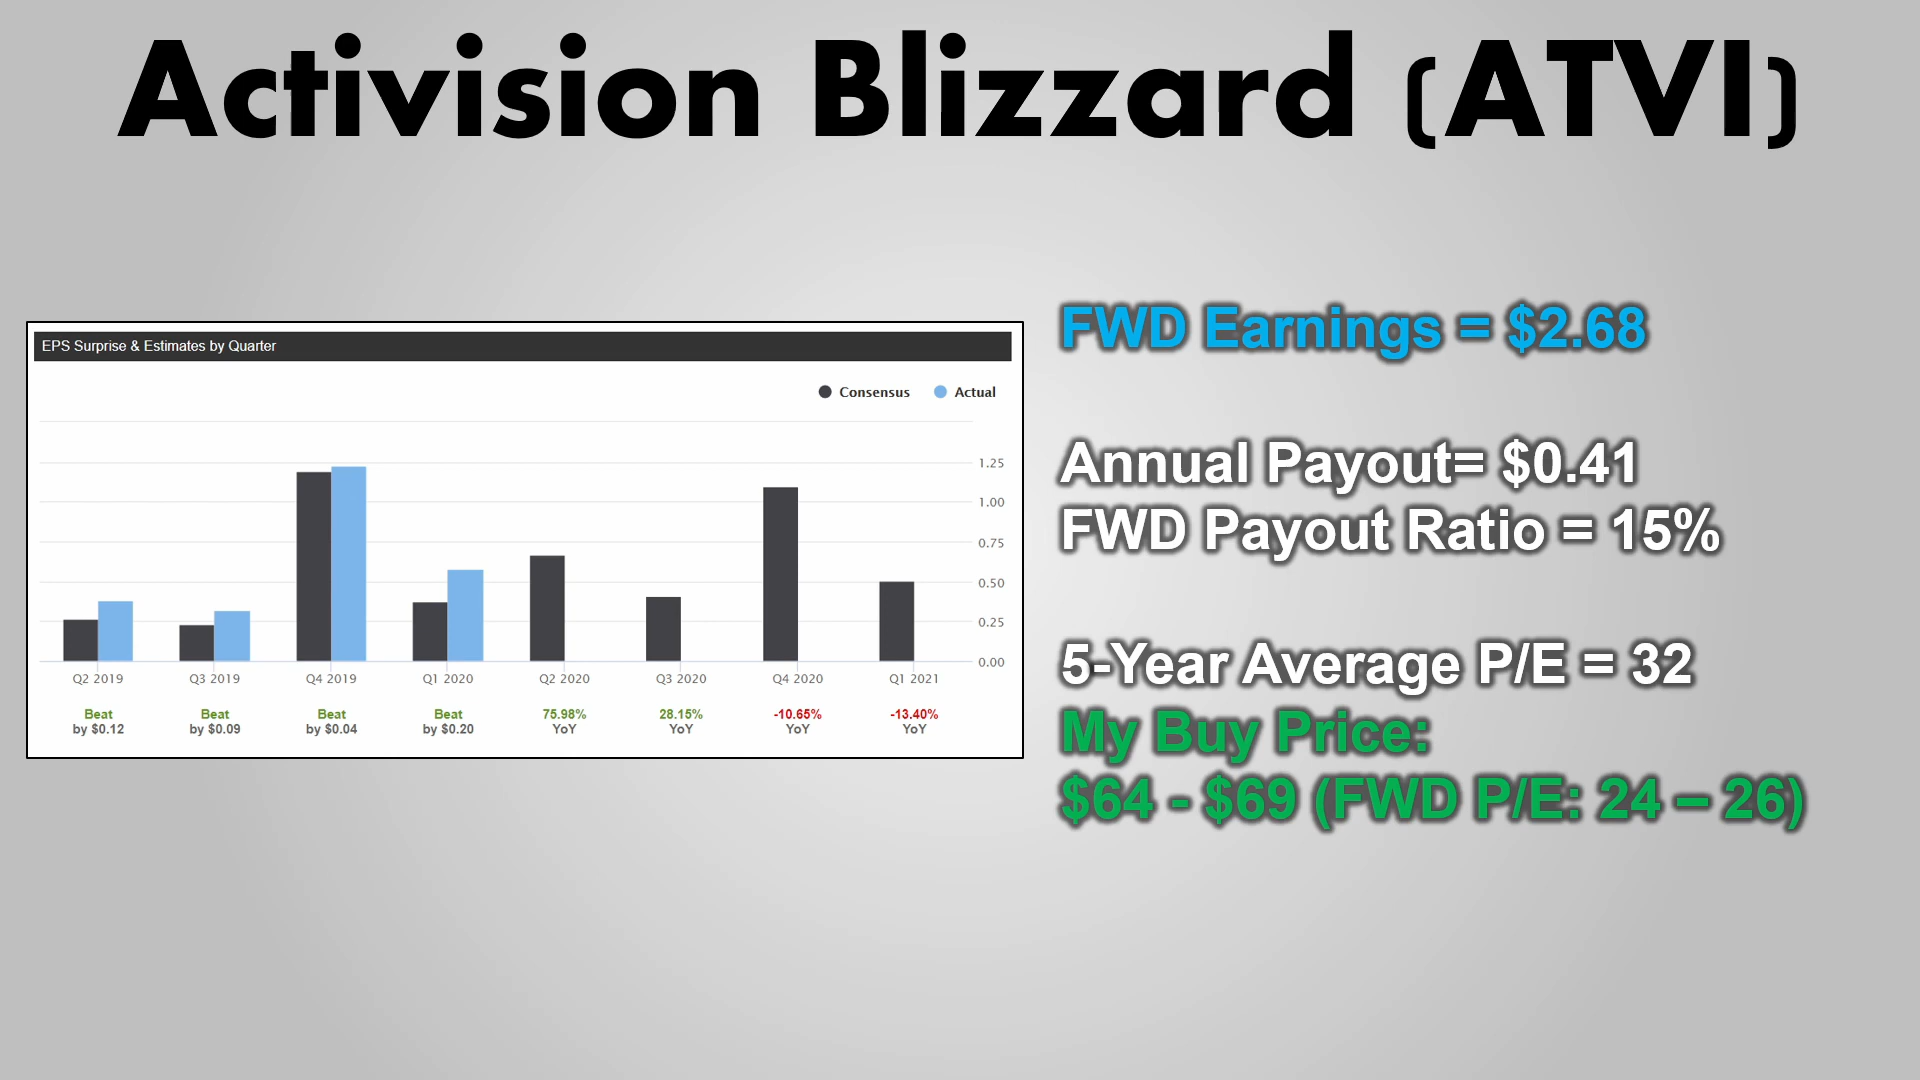 Activision Blizzard (ATVI)
EPS Surprise & Estimates by Quarter
Consensus Actual
1.25
1.00
0.75
0.50
0.25
0.00
Q2 2019 Q3 2019 Q4 2019 Q1 2020 Q2 2020 Q3 2020 Q4 2020 Q1 2021
Beat Beat Beat Beat 75.98% 28.15% -10.65% -13.40%
by $0.12 by $0.09 by $0.04 by $0.20 YoY YoY YoY YoY
FWD Earnings = $2.68
Annual Payout= $0.41
FWD Payout Ratio = 15%
5-Year Average P/E = 32
My Buy Price:
$64 - $69 (FWD P/E: 24 – 26)